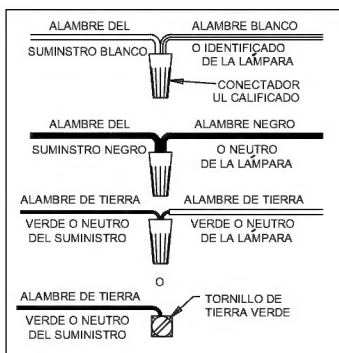 ALAMBRE DEL ALAMBRE BLANCO
SUMINSTRO BLANCO O IDENTIFICADO
DE LA LAMPARA
CONECTADOR
UL CALIFICADO
ALAMBRE DEL ALAMBRE NEGRO
SUMINSTRO NEGRO O NEUTRO
DE LA LAMPARA
ALAMBRE DE TIERRA ALAMBRE DE TIERRA
VERDE O NEUTRO VERDE O NEUTRO
DEL SUMINISTRO DE LA LAMPARA
O
ALAMBRE DE TIERRA TORNILLO DE
TIERRA VERDE
VERDE O NEUTRO
DEL SUMINISTRO